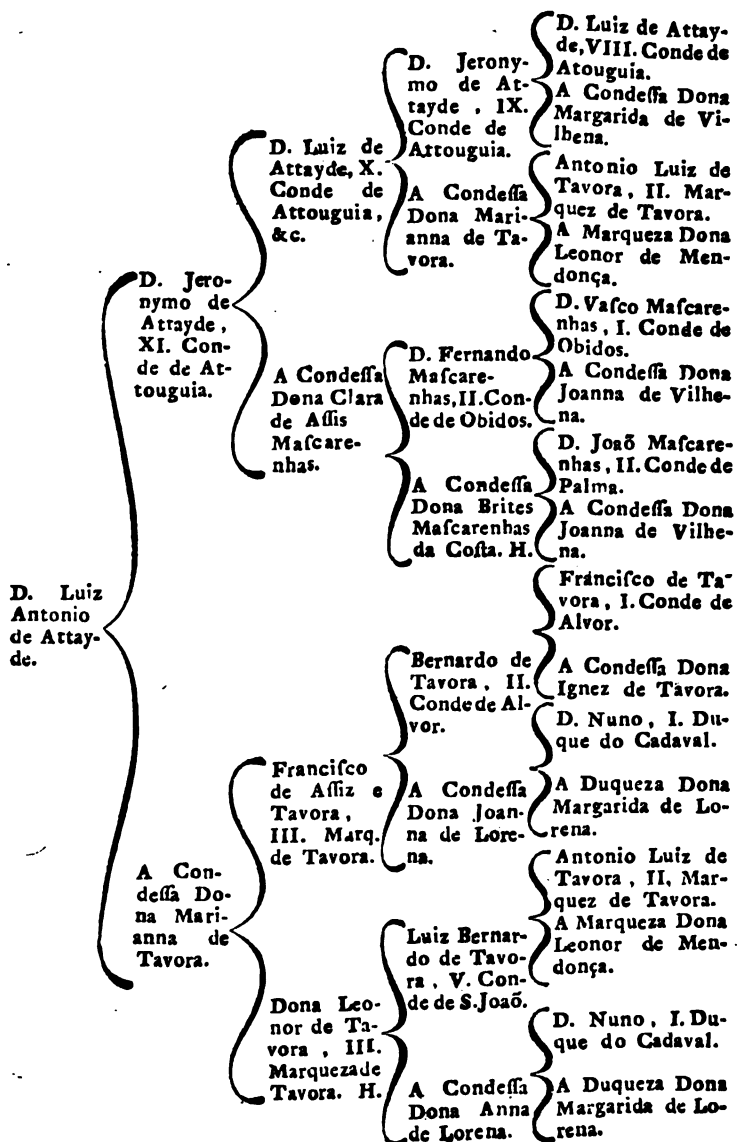 D. Luiz
Antonio
de Attay-
de.
D. Jero-
nymo de
Attayde,
XI. Con-
de de At-
touguia.
A Con-
deſſa Do-
na Mari-
anna de
Tavora.
D. Luiz de
Attayde, X.
Conde de
Attouguia,
&c.
A Condeſſa
Dona Clara
de Aſſis
Maſcare-
nhas.
Franciſco
de Aſſiz e
Tavora,
III. Marq.
de Tavora.
Dona Leo-
nor de Ta-
vora, III.
Marqueza de
Tavora. H.
D. Jerony-
mo de At-
tayde, IX.
Conde de
Attouguia.
A Condeſſa
Dona Mari-
anna de Ta-
vora.
D. Fernando
Maſcare-
nhas, II. Con-
de de Obidos.
A Condeſſa
Dona Brites
Maſcarenhas
da Coſta. H.
Bernardo de
Tavora, II.
Conde de Al-
vor.
A Condeſſa
Dona Joan-
na de Lore-
na.
Luiz Bernar-
do de Tavo-
ra, V. Con-
de de S. Joaõ.
A Condeſſa
Dona Anna
de Lorena.
D. Luiz de Attay-
de, VIII. Conde de
Atouguia.
A Condeſſa Dona
Margarida de Vi-
lhena.
Antonio Luiz de
Tavora, II. Mar-
quez de Tavora.
A Marqueza Dona
Leonor de Men-
donça.
D. Vaſco Maſcare-
nhas, I. Conde de
Obidos.
A Condeſſa Dona
Joanna de Vilhe-
na.
D. Joaõ Maſcare-
nhas, II. Conde de
Palma.
A Condeſſa Dona
Joanna de Vilhe-
na.
Franciſco de Ta-
vora, I. Conde de
Alvor.
A Condeſſa Dona
Ignez de Tavora.
D. Nuno, I. Du-
que do Cadaval.
A Duqueza Dona
Margarida de Lo-
rena.
Antonio Luiz de
Tavora, II. Mar-
quez de Tavora.
A Marqueza Dona
Leonor de Men-
donça.
D. Nuno, I. Du-
que do Cadaval.
A Duqueza Dona
Margarida de Lo-
rena.